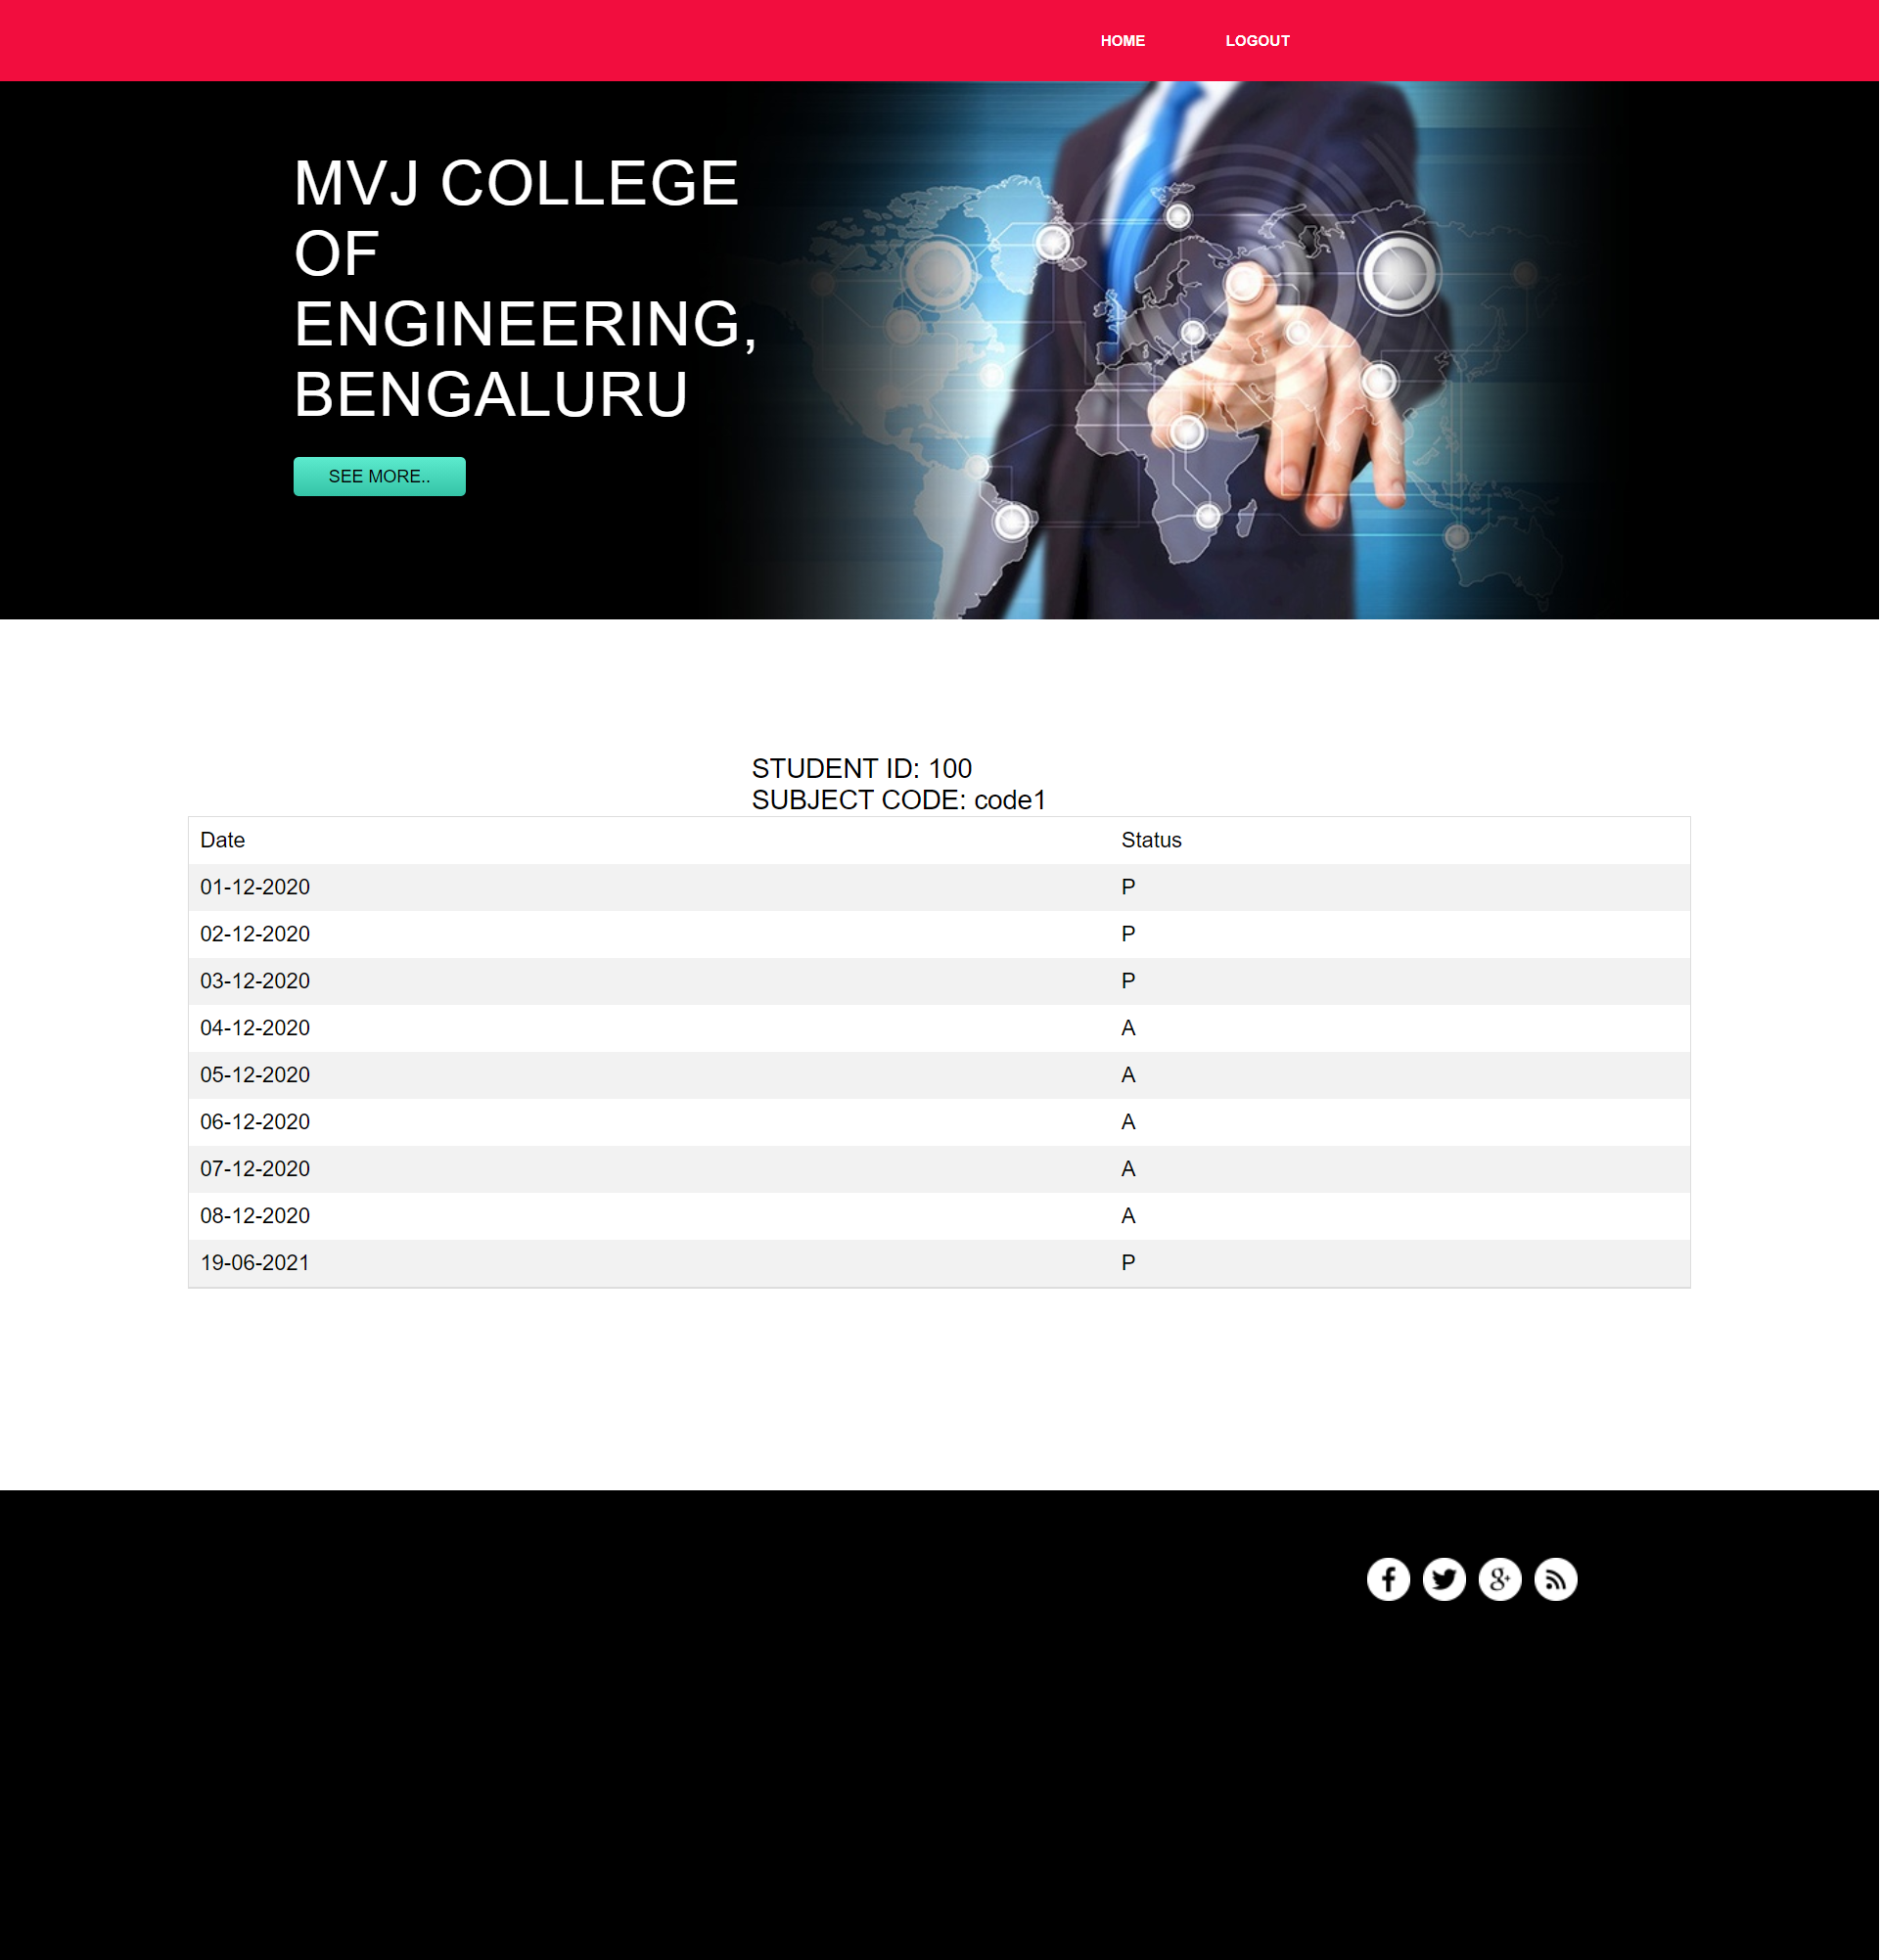 HOME LOGOUT
MVJ COLLEGE
OF
ENGINEERING,
BENGALURU
SEE MORE..
STUDENT ID: 100
SUBJECT CODE: code1
Date Status
01-12-2020 P
02-12-2020 P
03-12-2020 P
04-12-2020 A
05-12-2020 A
06-12-2020 A
07-12-2020 A
08-12-2020 A
19-06-2021 P